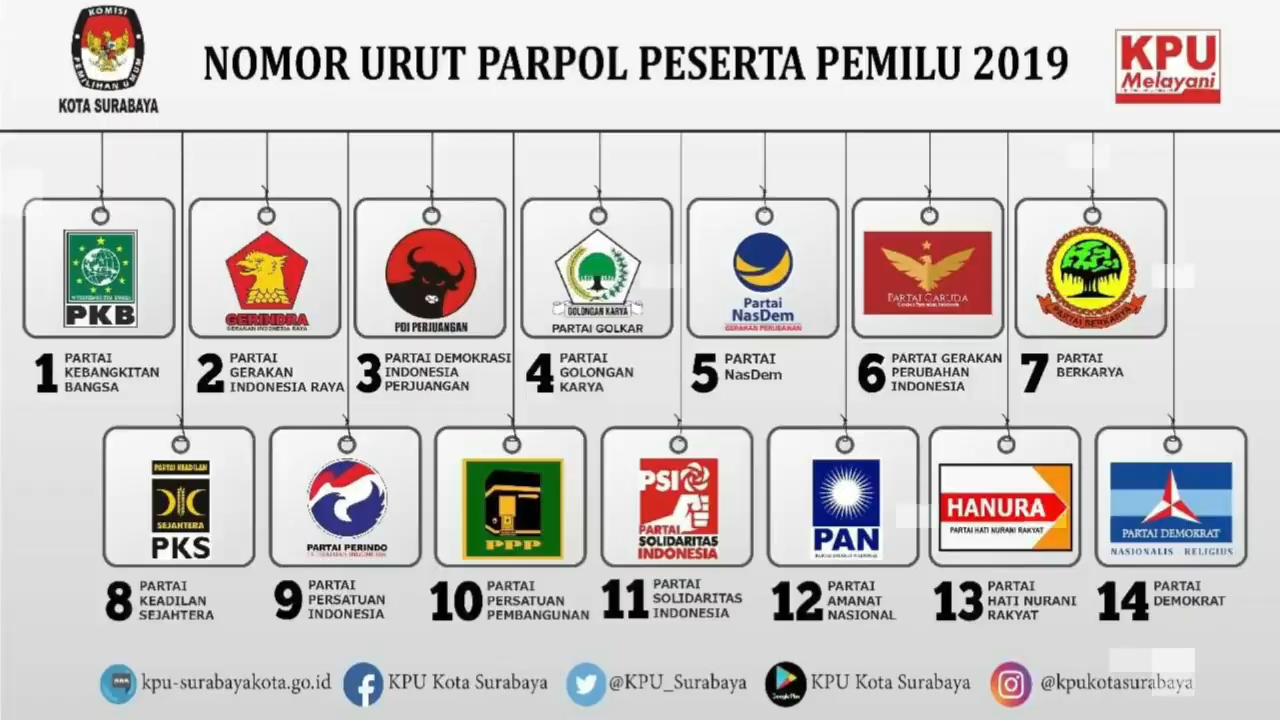 KOMISI
PEMILIHAN UMUM
KOTA SURABAYA
NOMOR URUT PARPOL PESERTA PEMILU 2019
KPU
Melayani
PKB
GERINDRA
GERAKAN INDONESIA RAYA
PDI PERJUANGAN
GOLONGAN KARYA
PARTAI GOLKAR
Partai
NasDem
GERAKAN PERUBAHAN
PARTAI GARUDA
PARTAI BERKARYA
1 PARTAI
KEBANGKITAN
BANGSA
2 PARTAI
GERAKAN
INDONESIA RAYA
3 PARTAI DEMOKRASI
INDONESIA
PERJUANGAN
4 PARTAI
GOLONGAN
KARYA
5 PARTAI
NasDem
6 PARTAI GERAKAN
PERUBAHAN
INDONESIA
7 PARTAI
BERKARYA
PARTAI KEADILAN
SEJAHTERA
PKS
PARTAI PERINDO
PPP
PSI
PARTAI
SOLIDARITAS
INDONESIA
PAN
HANURA
PARTAI HATI NURANI RAKYAT
PARTAI DEMOKRAT
NASIONALIS - RELIGIUS
8 PARTAI
KEADILAN
SEJAHTERA
9 PARTAI
PERSATUAN
INDONESIA
10 PARTAI
PERSATUAN
PEMBANGUNAN
11 PARTAI
SOLIDARITAS
INDONESIA
12 PARTAI
AMANAT
NASIONAL
13 PARTAI
HATI NURANI
RAKYAT
14 PARTAI
DEMOKRAT
kpu-surabayakota.go.id
KPU Kota Surabaya
@KPU_Surabaya
Google Play
KPU Kota Surabaya
@kpukotasurabaya